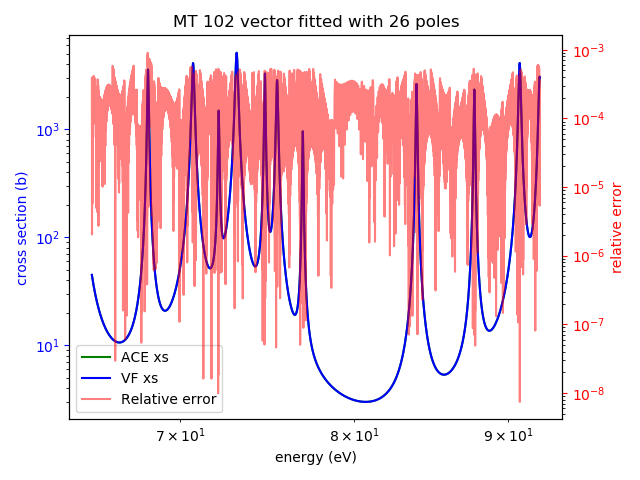 MT 102 vector fitted with 26 poles
cross section (b)
10³
10²
10¹
10⁻³
10⁻⁴
10⁻⁵
10⁻⁶
10⁻⁷
10⁻⁸
relative error
ACE xs
VF xs
Relative error
7 × 10¹ 8 × 10¹ 9 × 10¹
energy (eV)